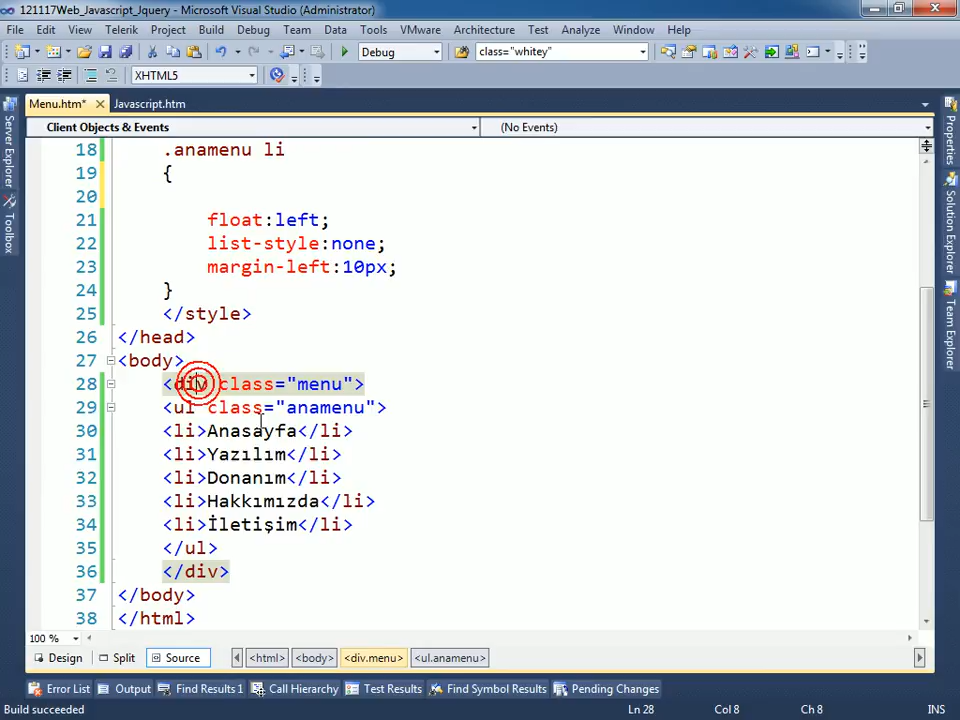 121117Web_Javascript_Jquery - Microsoft Visual Studio (Administrator)
File Edit View Telerik Project Build Debug Team Data Tools VMware Architecture Test Analyze Window Help
Debug class="whitey"
XHTML5
Menu.htm* Javascript.htm
Client Objects & Events (No Events)
18 .anamenu li
19 {
20
21 float:left;
22 list-style:none;
23 margin-left:10px;
24 }
25 </style>
26 </head>
27 <body>
28 <div class="menu">
29 <ul class="anamenu">
30 <li>Anasayfa</li>
31 <li>Yazılım</li>
32 <li>Donanım</li>
33 <li>Hakkımızda</li>
34 <li>İletişim</li>
35 </ul>
36 </div>
37 </body>
38 </html>
100 %
Design Split Source <html> <body> <div.menu> <ul.anamenu>
Error List Output Find Results 1 Call Hierarchy Test Results Find Symbol Results Pending Changes
Build succeeded Ln 28 Col 8 Ch 8 INS
Server Explorer
Toolbox
Properties
Solution Explorer
Team Explorer